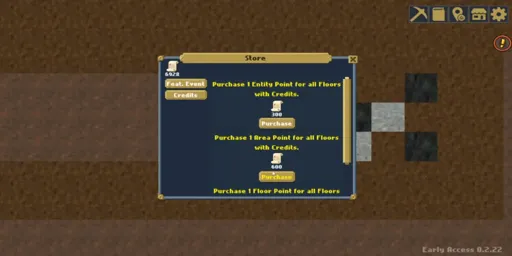 Store
6928
Feat. Event
Credits
Purchase 1 Entity Point for all Floors
with Credits.
300
Purchase
Purchase 1 Area Point for all Floors
with Credits.
600
Purchase
Purchase 1 Floor Point for all Floors
Early Access 0.2.22